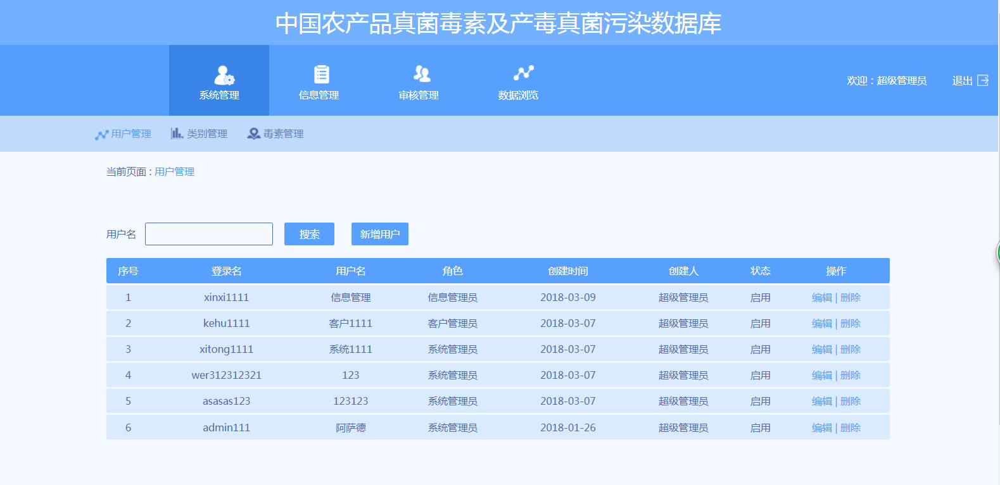 中国农产品真菌毒素及产毒真菌污染数据库
系统管理 信息管理 审核管理 数据浏览 欢迎：超级管理员 退出
用户管理 类别管理 毒素管理
当前页面 : 用户管理
用户名 搜索 新增用户
序号 登录名 用户名 角色 创建时间 创建人 状态 操作
1 xinxi1111 信息管理 信息管理员 2018-03-09 超级管理员 启用 编辑 | 删除
2 kehu1111 客户1111 客户管理员 2018-03-07 超级管理员 启用 编辑 | 删除
3 xitong1111 系统1111 系统管理员 2018-03-07 超级管理员 启用 编辑 | 删除
4 wer312312321 123 系统管理员 2018-03-07 超级管理员 启用 编辑 | 删除
5 asasas123 123123 系统管理员 2018-03-07 超级管理员 启用 编辑 | 删除
6 admin111 阿萨德 系统管理员 2018-01-26 超级管理员 启用 编辑 | 删除